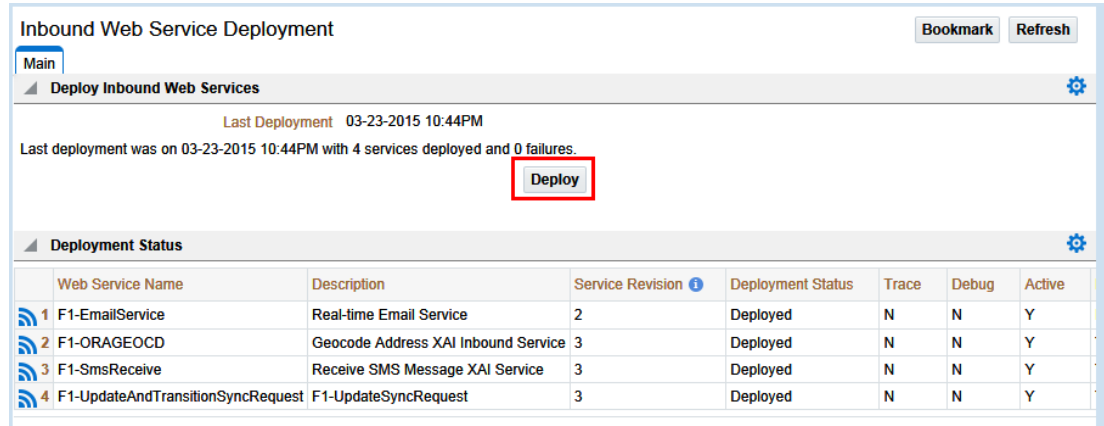 Inbound Web Service Deployment Bookmark Refresh
Main
Deploy Inbound Web Services
Last Deployment 03-23-2015 10:44PM
Last deployment was on 03-23-2015 10:44PM with 4 services deployed and 0 failures.
Deploy
Deployment Status
Web Service Name Description Service Revision Deployment Status Trace Debug Active
1 F1-EmailService Real-time Email Service 2 Deployed N N Y
2 F1-ORAGEOCD Geocode Address XAI Inbound Service 3 Deployed N N Y
3 F1-SmsReceive Receive SMS Message XAI Service 3 Deployed N N Y
4 F1-UpdateAndTransitionSyncRequest F1-UpdateSyncRequest 3 Deployed N N Y